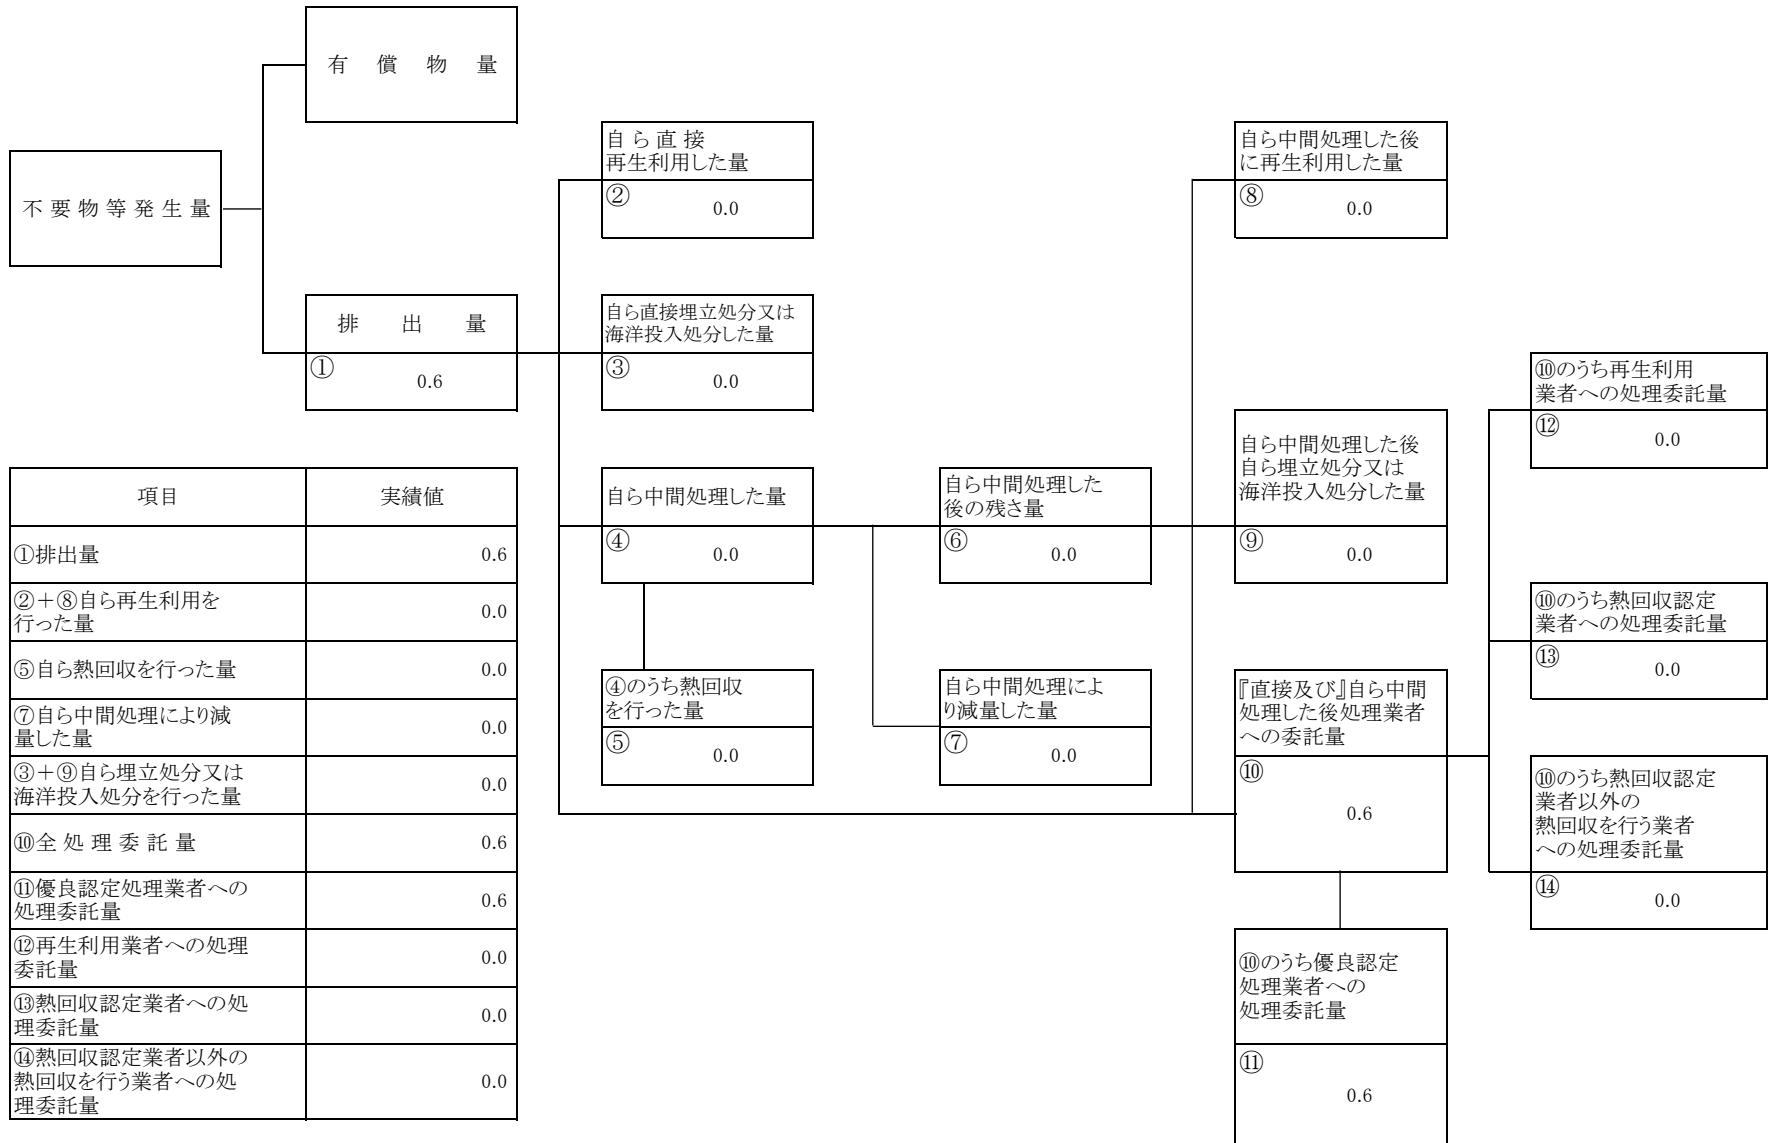 有償物量
不要物等発生量
排出量
①
0.6
自ら直接
再生利用した量
②
0.0
自ら直接埋立処分又は
海洋投入処分した量
③
0.0
自ら中間処理した量
④
0.0
④のうち熱回収
を行った量
⑤
0.0
自ら中間処理した
後の残さ量
⑥
0.0
自ら中間処理によ
り減量した量
⑦
0.0
自ら中間処理した後
に再生利用した量
⑧
0.0
自ら中間処理した後
自ら埋立処分又は
海洋投入処分した量
⑨
0.0
『直接及び』自ら中間
処理した後処理業者
への委託量
⑩
0.6
⑩のうち優良認定
処理業者への
処理委託量
⑪
0.6
⑩のうち再生利用
業者への処理委託量
⑫
0.0
⑩のうち熱回収認定
業者への処理委託量
⑬
0.0
⑩のうち熱回収認定
業者以外の
熱回収を行う業者
への処理委託量
⑭
0.0
項目 実績値
①排出量 0.6
②＋⑧自ら再生利用を
行った量 0.0
⑤自ら熱回収を行った量 0.0
⑦自ら中間処理により減
量した量 0.0
③＋⑨自ら埋立処分又は
海洋投入処分を行った量 0.0
⑩全処理委託量 0.6
⑪優良認定処理業者への
処理委託量 0.6
⑫再生利用業者への処理
委託量 0.0
⑬熱回収認定業者への処
理委託量 0.0
⑭熱回収認定業者以外の
熱回収を行う業者への処
理委託量 0.0